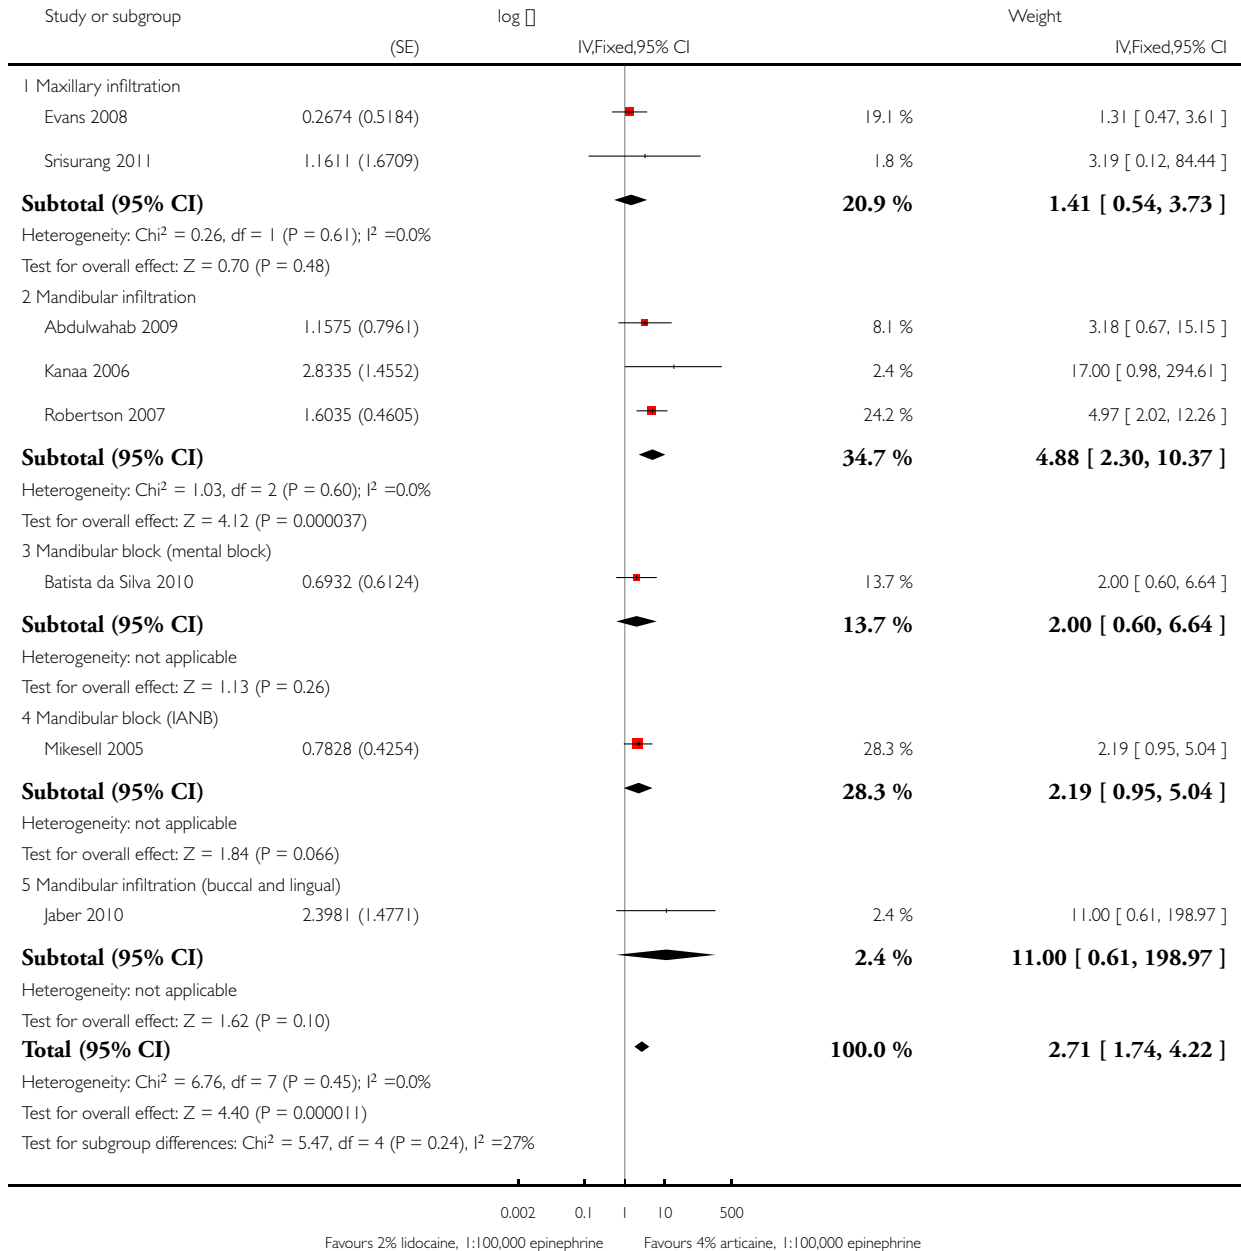 Study or subgroup log [] Weight
(SE) IV,Fixed,95% CI IV,Fixed,95% CI
1 Maxillary infiltration
Evans 2008 0.2674 (0.5184) 19.1 % 1.31 [ 0.47, 3.61 ]
Srisurang 2011 1.1611 (1.6709) 1.8 % 3.19 [ 0.12, 84.44 ]
Subtotal (95% CI) 20.9 % 1.41 [ 0.54, 3.73 ]
Heterogeneity: Chi² = 0.26, df = 1 (P = 0.61); I² =0.0%
Test for overall effect: Z = 0.70 (P = 0.48)
2 Mandibular infiltration
Abdulwahab 2009 1.1575 (0.7961) 8.1 % 3.18 [ 0.67, 15.15 ]
Kanaa 2006 2.8335 (1.4552) 2.4 % 17.00 [ 0.98, 294.61 ]
Robertson 2007 1.6035 (0.4605) 24.2 % 4.97 [ 2.02, 12.26 ]
Subtotal (95% CI) 34.7 % 4.88 [ 2.30, 10.37 ]
Heterogeneity: Chi² = 1.03, df = 2 (P = 0.60); I² =0.0%
Test for overall effect: Z = 4.12 (P = 0.000037)
3 Mandibular block (mental block)
Batista da Silva 2010 0.6932 (0.6124) 13.7 % 2.00 [ 0.60, 6.64 ]
Subtotal (95% CI) 13.7 % 2.00 [ 0.60, 6.64 ]
Heterogeneity: not applicable
Test for overall effect: Z = 1.13 (P = 0.26)
4 Mandibular block (IANB)
Mikesell 2005 0.7828 (0.4254) 28.3 % 2.19 [ 0.95, 5.04 ]
Subtotal (95% CI) 28.3 % 2.19 [ 0.95, 5.04 ]
Heterogeneity: not applicable
Test for overall effect: Z = 1.84 (P = 0.066)
5 Mandibular infiltration (buccal and lingual)
Jaber 2010 2.3981 (1.4771) 2.4 % 11.00 [ 0.61, 198.97 ]
Subtotal (95% CI) 2.4 % 11.00 [ 0.61, 198.97 ]
Heterogeneity: not applicable
Test for overall effect: Z = 1.62 (P = 0.10)
Total (95% CI) 100.0 % 2.71 [ 1.74, 4.22 ]
Heterogeneity: Chi² = 6.76, df = 7 (P = 0.45); I² =0.0%
Test for overall effect: Z = 4.40 (P = 0.000011)
Test for subgroup differences: Chi² = 5.47, df = 4 (P = 0.24), I² =27%
0.002 0.1 1 10 500
Favours 2% lidocaine, 1:100,000 epinephrine Favours 4% articaine, 1:100,000 epinephrine